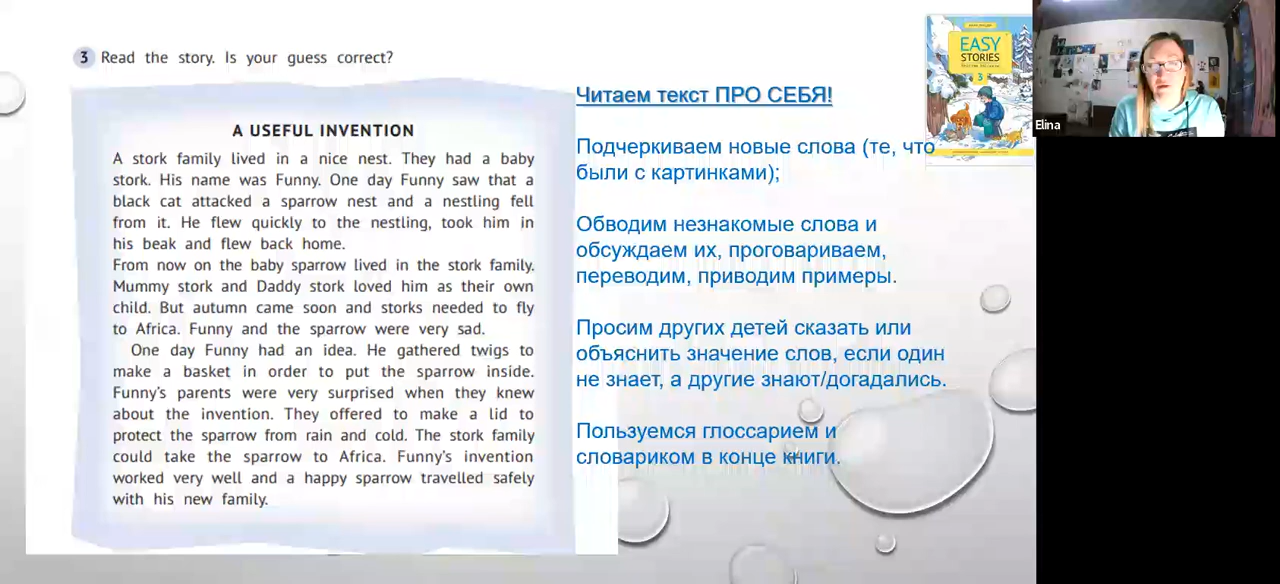 3 Read the story. Is your guess correct?
A USEFUL INVENTION
A stork family lived in a nice nest. They had a baby
stork. His name was Funny. One day Funny saw that a
black cat attacked a sparrow nest and a nestling fell
from it. He flew quickly to the nestling, took him in
his beak and flew back home.
From now on the baby sparrow lived in the stork family.
Mummy stork and Daddy stork loved him as their own
child. But autumn came soon and storks needed to fly
to Africa. Funny and the sparrow were very sad.
One day Funny had an idea. He gathered twigs to
make a basket in order to put the sparrow inside.
Funny's parents were very surprised when they knew
about the invention. They offered to make a lid to
protect the sparrow from rain and cold. The stork family
could take the sparrow to Africa. Funny's invention
worked very well and a happy sparrow travelled safely
with his new family.
Читаем текст ПРО СЕБЯ!
Подчеркиваем новые слова (те, что
были с картинками);
Обводим незнакомые слова и
обсуждаем их, проговариваем,
переводим, приводим примеры.
Просим других детей сказать или
объяснить значение слов, если один
не знает, а другие знают/догадались.
Пользуемся глоссарием и
словариком в конце книги.
EASY
STORIES
3
Elina